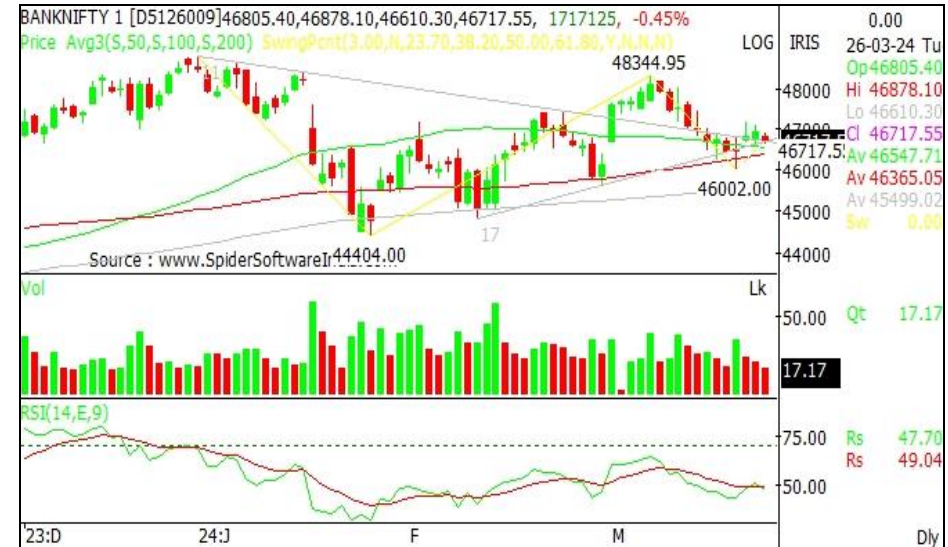 BANKNIFTY 1 [D5126009]46805.40,46878.10,46610.30,46717.55, 1717125, -0.45%
Price Avg3(S,50,S,100,S,200) SwingPcnt(3.00,N,23.70,38.20,50.00,61.80,Y,N,N,N)
LOG
IRIS
0.00
26-03-24 Tu
Op46805.40
Hi 46878.10
Lo 46610.30
Cl 46717.55
Av 46547.71
Av 46365.05
Av 45499.02
Sw 0.00
48344.95
48000
47000
46717.55
46000
46002.00
45000
17
44000
Source : www.SpiderSoftwareIn
44404.00
Vol
Lk
50.00
Qt 17.17
17.17
RSI(14,E,9)
75.00
Rs 47.70
Rs 49.04
50.00
'23:D 24:J F M
Dly